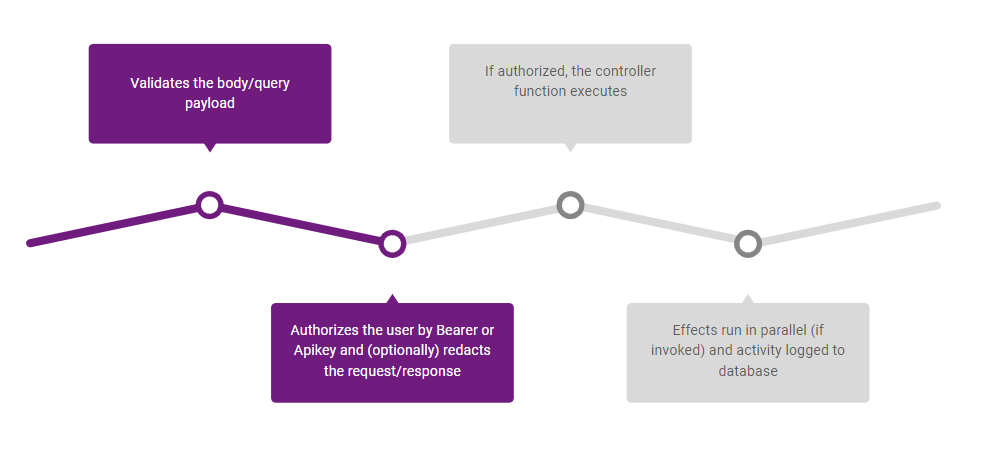 Validates the body/query
payload
Authorizes the user by Bearer or
Apikey and (optionally) redacts
the request/response
If authorized, the controller
function executes
Effects run in parallel (if
invoked) and activity logged to
database